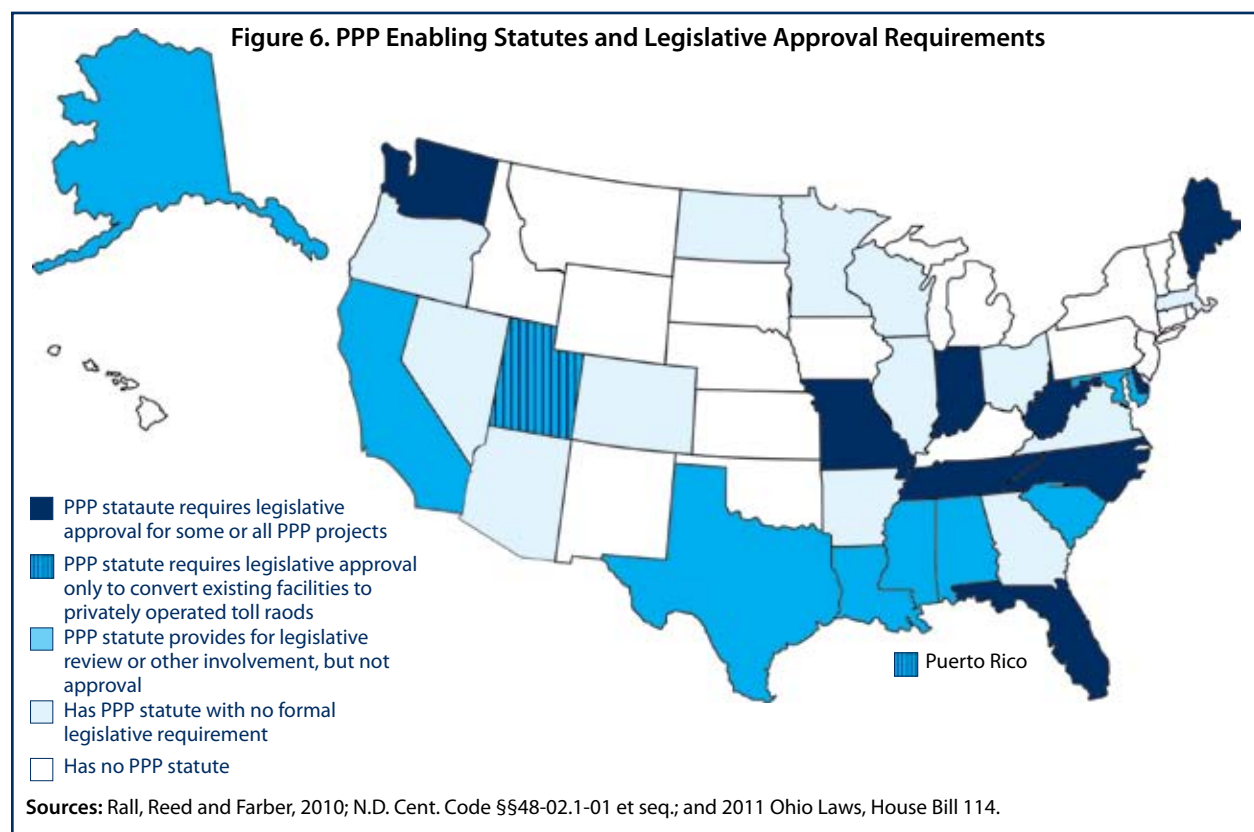 Figure 6. PPP Enabling Statutes and Legislative Approval Requirements
PPP stataute requires legislative
approval for some or all PPP projects
PPP statute requires legislative approval
only to convert existing facilities to
privately operated toll raods
PPP statute provides for legislative
review or other involvement, but not
approval
Has PPP statute with no formal
legislative requirement
Has no PPP statute
Puerto Rico
Sources: Rall, Reed and Farber, 2010; N.D. Cent. Code §§48-02.1-01 et seq.; and 2011 Ohio Laws, House Bill 114.